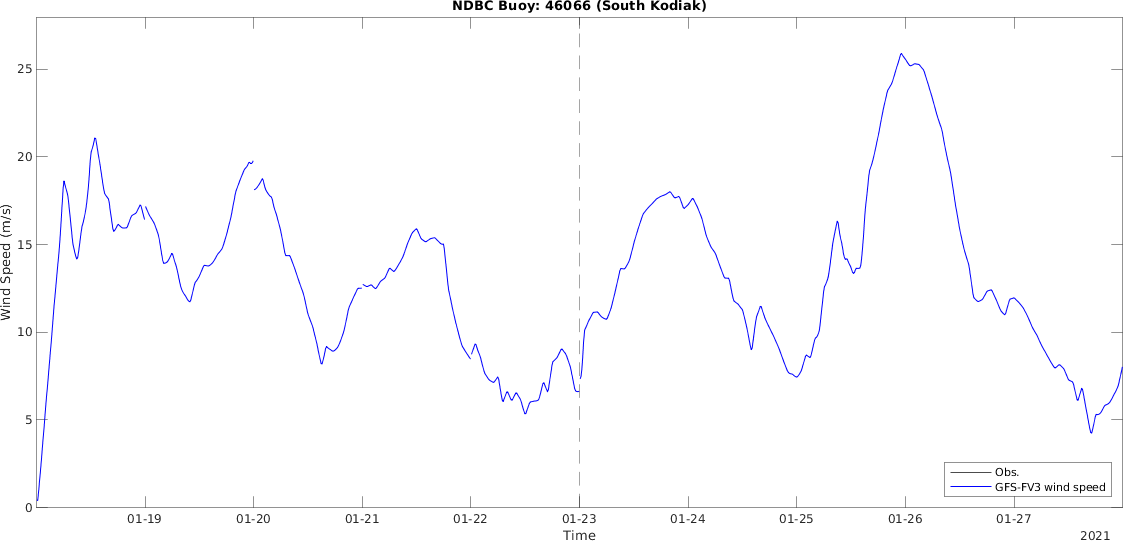 NDBC Buoy: 46066 (South Kodiak)
Wind Speed (m/s)
25
20
15
10
5
0
Obs.
GFS-FV3 wind speed
01-19 01-20 01-21 01-22 01-23 01-24 01-25 01-26 01-27
Time
2021